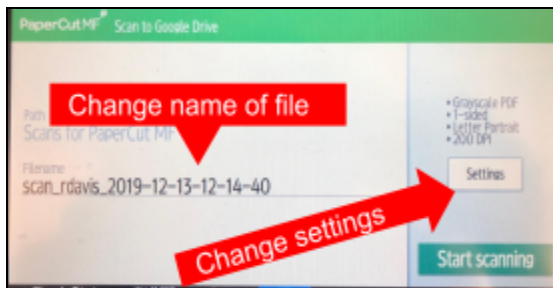 PaperCut MF Scan to Google Drive
Change name of file
Path
Scans for PaperCut MF
Filename
scan_rdavis_2019-12-13-12-14-40
• Grayscale PDF
• 1-sided
• Letter Portrait
• 200 DPI
Settings
Change settings
Start scanning